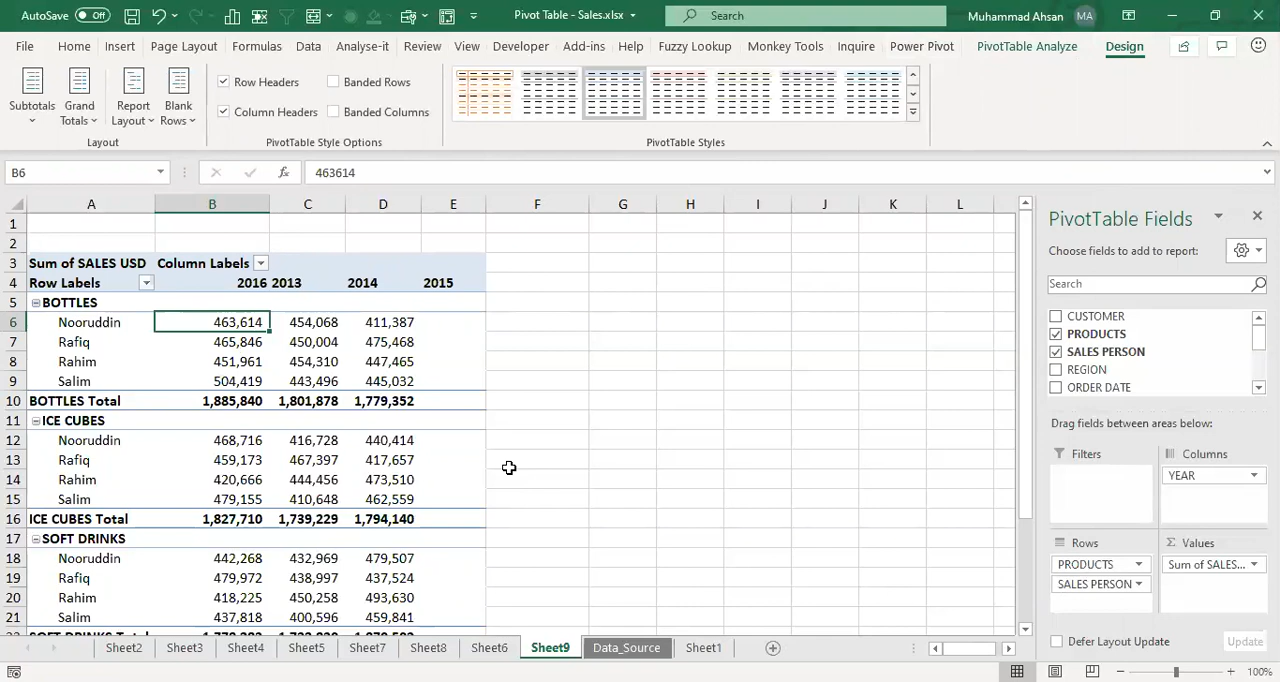 AutoSave Off Pivot Table - Sales.xlsx Search Muhammad Ahsan MA
File Home Insert Page Layout Formulas Data Analyse-it Review View Developer Add-ins Help Fuzzy Lookup Monkey Tools Inquire Power Pivot PivotTable Analyze Design
Subtotals Grand Totals Report Layout Blank Rows
Row Headers Banded Rows
Column Headers Banded Columns
Layout PivotTable Style Options PivotTable Styles
B6 fx 463614
A B C D E F G H I J K L
1
2
3 Sum of SALES USD Column Labels
4 Row Labels 2016 2013 2014 2015
5 BOTTLES
6 Nooruddin 463,614 454,068 411,387
7 Rafiq 465,846 450,004 475,468
8 Rahim 451,961 454,310 447,465
9 Salim 504,419 443,496 445,032
10 BOTTLES Total 1,885,840 1,801,878 1,779,352
11 ICE CUBES
12 Nooruddin 468,716 416,728 440,414
13 Rafiq 459,173 467,397 417,657
14 Rahim 420,666 444,456 473,510
15 Salim 479,155 410,648 462,559
16 ICE CUBES Total 1,827,710 1,739,229 1,794,140
17 SOFT DRINKS
18 Nooruddin 442,268 432,969 479,507
19 Rafiq 479,972 438,997 437,524
20 Rahim 418,225 450,258 493,630
21 Salim 437,818 400,596 459,841
PivotTable Fields
Choose fields to add to report:
Search
CUSTOMER
PRODUCTS
SALES PERSON
REGION
ORDER DATE
Drag fields between areas below:
Filters Columns
YEAR
Rows Σ Values
PRODUCTS Sum of SALES...
SALES PERSON
Defer Layout Update Update
Sheet2 Sheet3 Sheet4 Sheet5 Sheet7 Sheet8 Sheet6 Sheet9 Data_Source Sheet1
100%